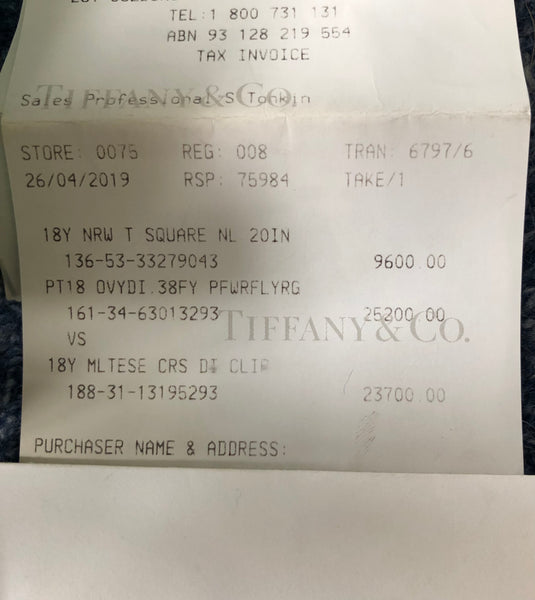 TEL:1 800 731 131
ABN 93 128 219 554
TAX INVOICE
TIFFANY & CO.
Sales Professional S Tonkin
STORE: 0075 REG: 008 TRAN: 6797/6
26/04/2019 RSP: 75984 TAKE/1
18Y NRW T SQUARE NL 20IN
136-53-33279043 9600.00
PT18 OVYDI.38FY PFWRFLYRG
161-34-63013293 25200.00
TIFFANY & CO.
VS
18Y MLTESE CRS DI CLIP
188-31-13195293 23700.00
PURCHASER NAME & ADDRESS: